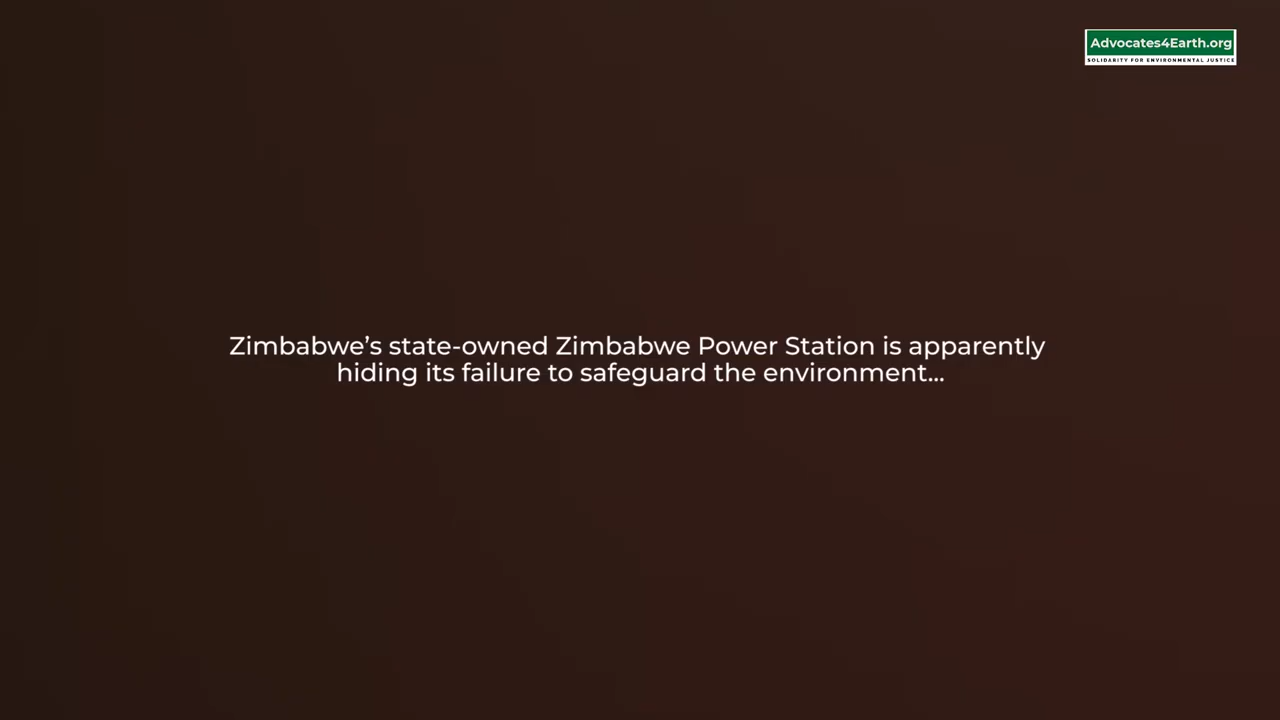 Advocates4Earth.org
SOLIDARITY FOR ENVIRONMENTAL JUSTICE
Zimbabwe’s state-owned Zimbabwe Power Station is apparently
hiding its failure to safeguard the environment...